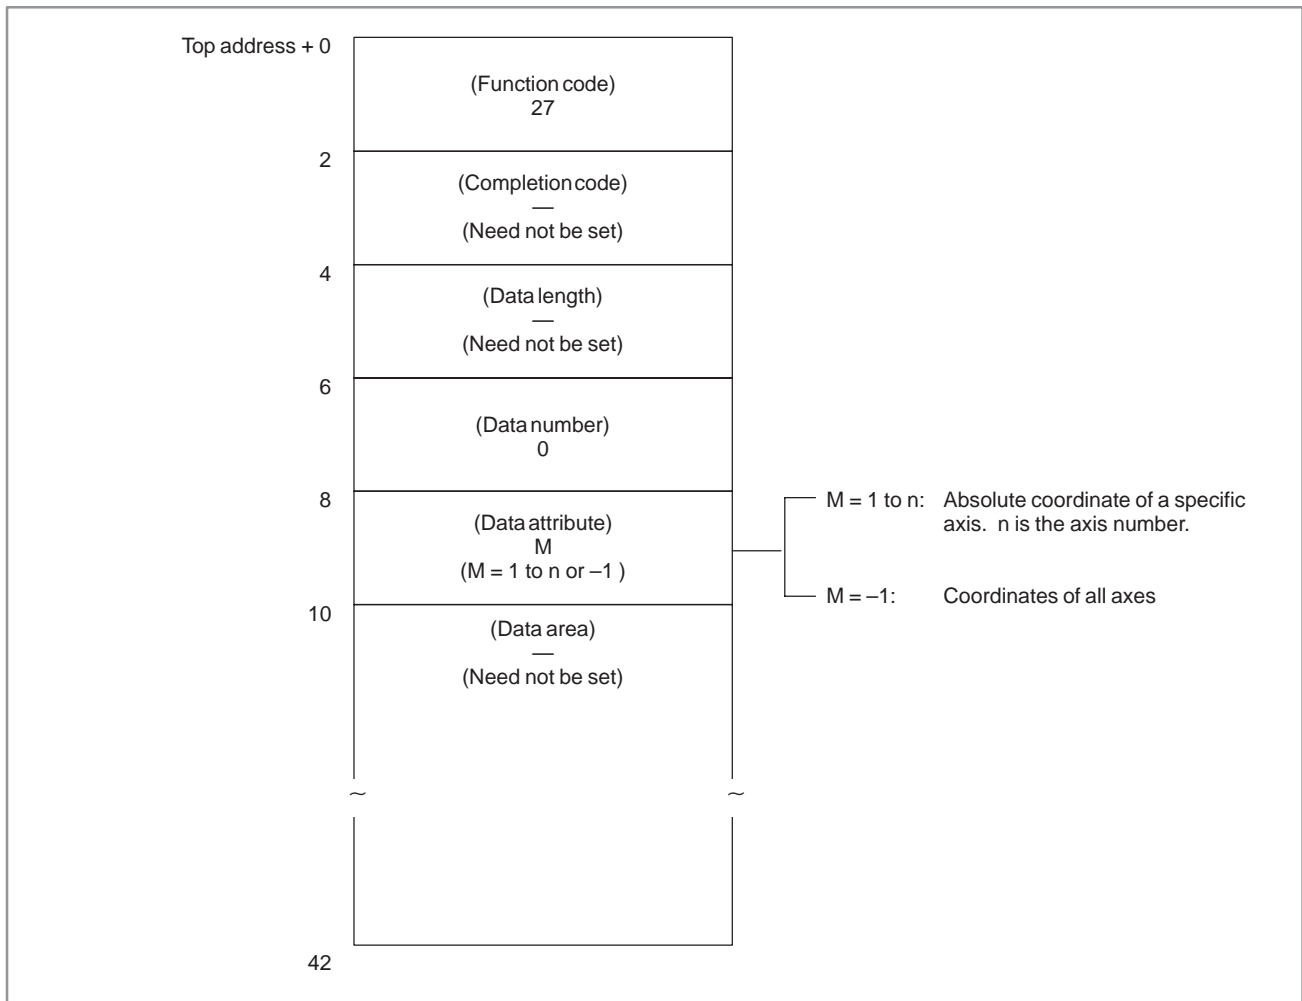 Top address + 0
(Function code)
27
2
(Completion code)
—
(Need not be set)
4
(Data length)
—
(Need not be set)
6
(Data number)
0
8
(Data attribute)
M
(M = 1 to n or –1 )
M = 1 to n: Absolute coordinate of a specific
axis. n is the axis number.
M = –1: Coordinates of all axes
10
(Data area)
—
(Need not be set)
~ ~
42